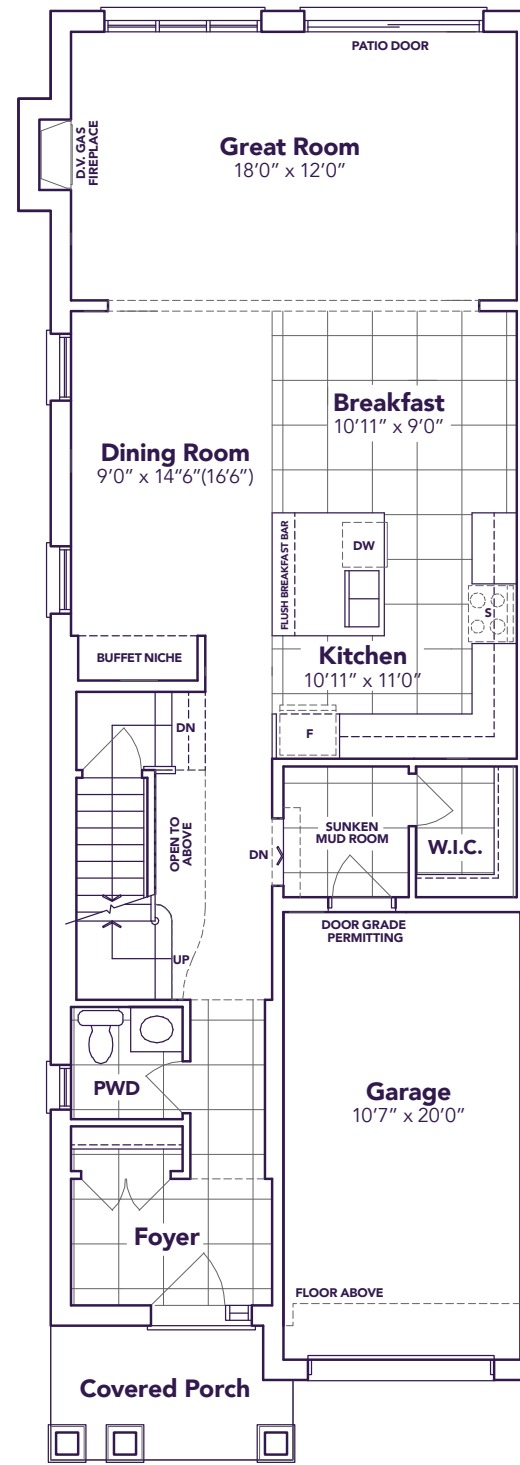 PATIO DOOR
D.V. GAS
FIREPLACE
Great Room
18'0" x 12'0"
Breakfast
10'11" x 9'0"
Dining Room
9'0" x 14"6"(16'6")
FLUSH BREAKFAST BAR
DW
S
BUFFET NICHE
Kitchen
10'11" x 11'0"
F
DN
OPEN TO
ABOVE
DN
SUNKEN
MUD ROOM
W.I.C.
DOOR GRADE
PERMITTING
UP
PWD
Garage
10'7" x 20'0"
Foyer
FLOOR ABOVE
Covered Porch